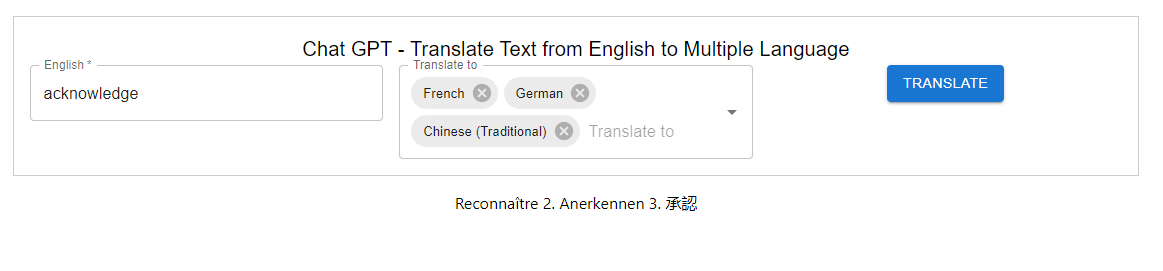 Chat GPT - Translate Text from English to Multiple Language
English *
acknowledge
Translate to
French
German
Chinese (Traditional)
Translate to
TRANSLATE
Reconnaître 2. Anerkennen 3. 承認